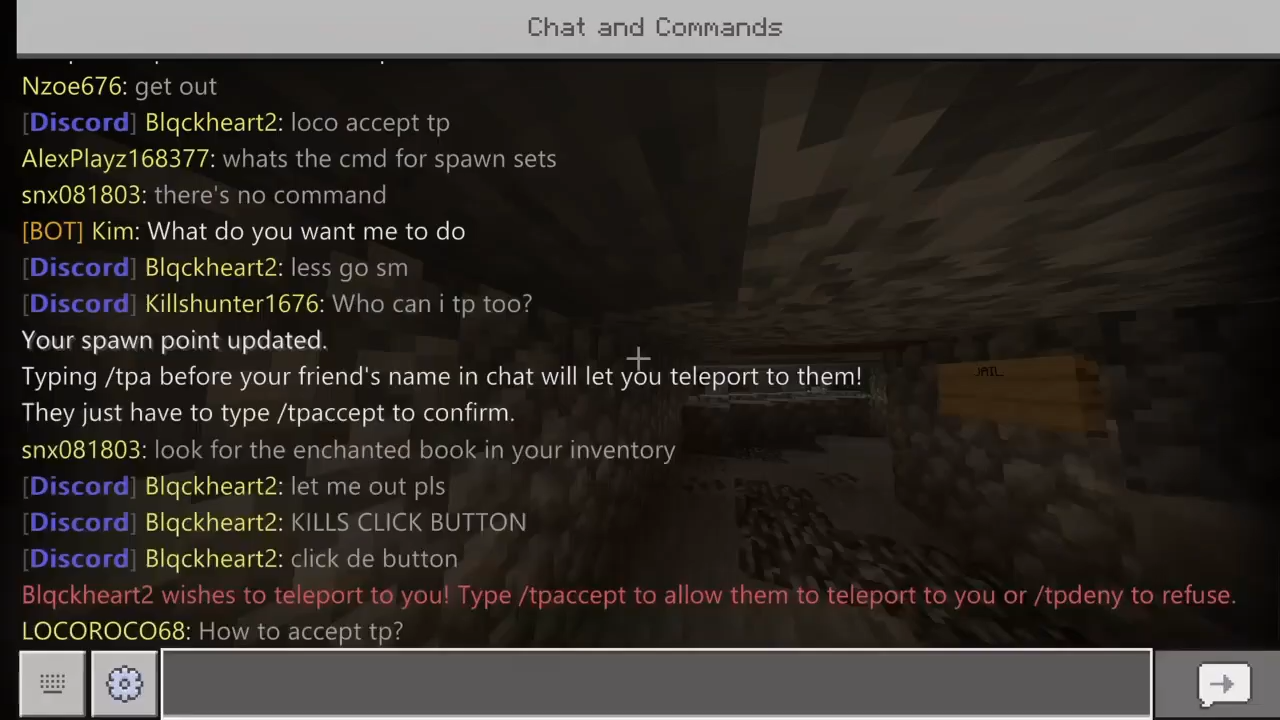 Chat and Commands
Nzoe676: get out
[Discord] Blqckheart2: loco accept tp
AlexPlayz168377: whats the cmd for spawn sets
snx081803: there's no command
[BOT] Kim: What do you want me to do
[Discord] Blqckheart2: less go sm
[Discord] Killshunter1676: Who can i tp too?
Your spawn point updated.
Typing /tpa before your friend's name in chat will let you teleport to them!
JAIL
They just have to type /tpaccept to confirm.
snx081803: look for the enchanted book in your inventory
[Discord] Blqckheart2: let me out pls
[Discord] Blqckheart2: KILLS CLICK BUTTON
[Discord] Blqckheart2: click de button
Blqckheart2 wishes to teleport to you! Type /tpaccept to allow them to teleport to you or /tpdeny to refuse.
LOCOROCO68: How to accept tp?